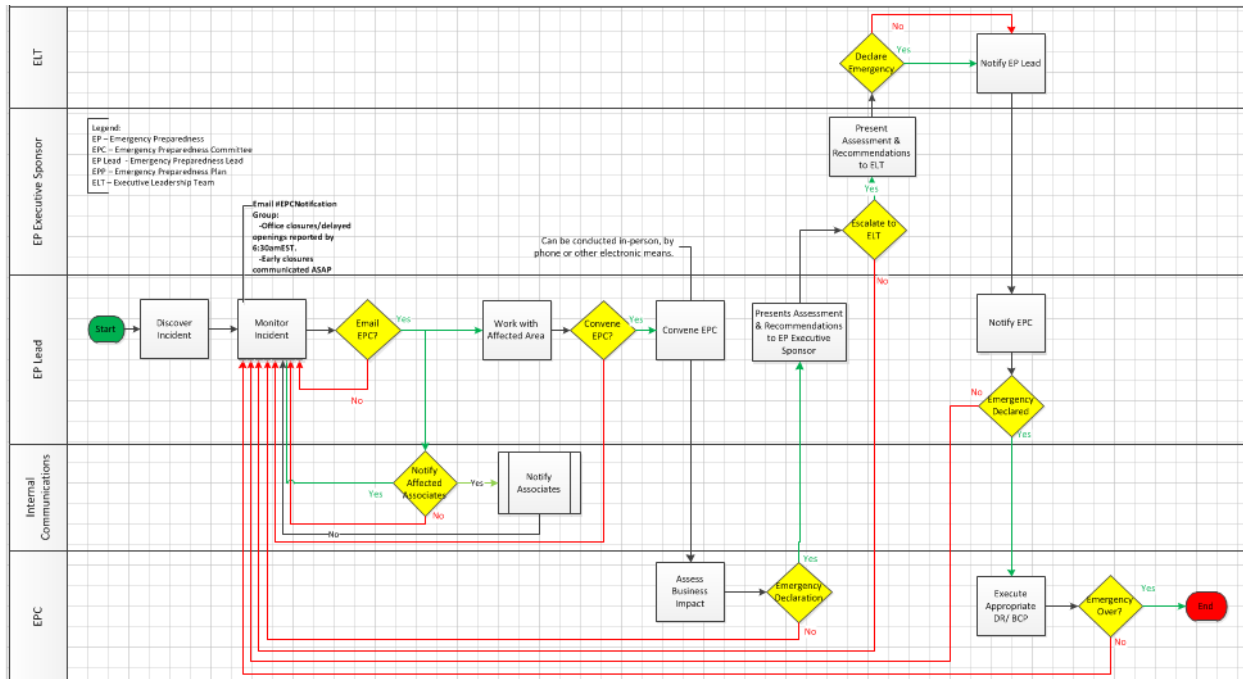 ELT
No
Declare
Emergency
Yes
Notify EP Lead
EP Executive Sponsor
Legend:
EP – Emergency Preparedness
EPC – Emergency Preparedness Committee
EP Lead - Emergency Preparedness Lead
EPP – Emergency Preparedness Plan
ELT – Executive Leadership Team
Email #EPCNotifcation
Group:
-Office closures/delayed
openings reported by
6:30amEST.
-Early closures
communicated ASAP
Can be conducted in-person, by
phone or other electronic means.
Present
Assessment &
Recommendations
to ELT
Yes
Escalate to
ELT
No
EP Lead
Start
Discover
Incident
Monitor
Incident
Email
EPC?
Yes
No
Work with
Affected Area
Convene
EPC?
Yes
Convene EPC
Presents Assessment
& Recommendations
to EP Executive
Sponsor
Notify EPC
No
Emergency
Declared
Yes
Internal
Communications
Notify
Affected
Associates
Yes
Yes
No
Notify
Associates
No
EPC
Assess
Business
Impact
Yes
Emergency
Declaration
No
Execute
Appropriate
DR/ BCP
Emergency
Over?
Yes
No
End